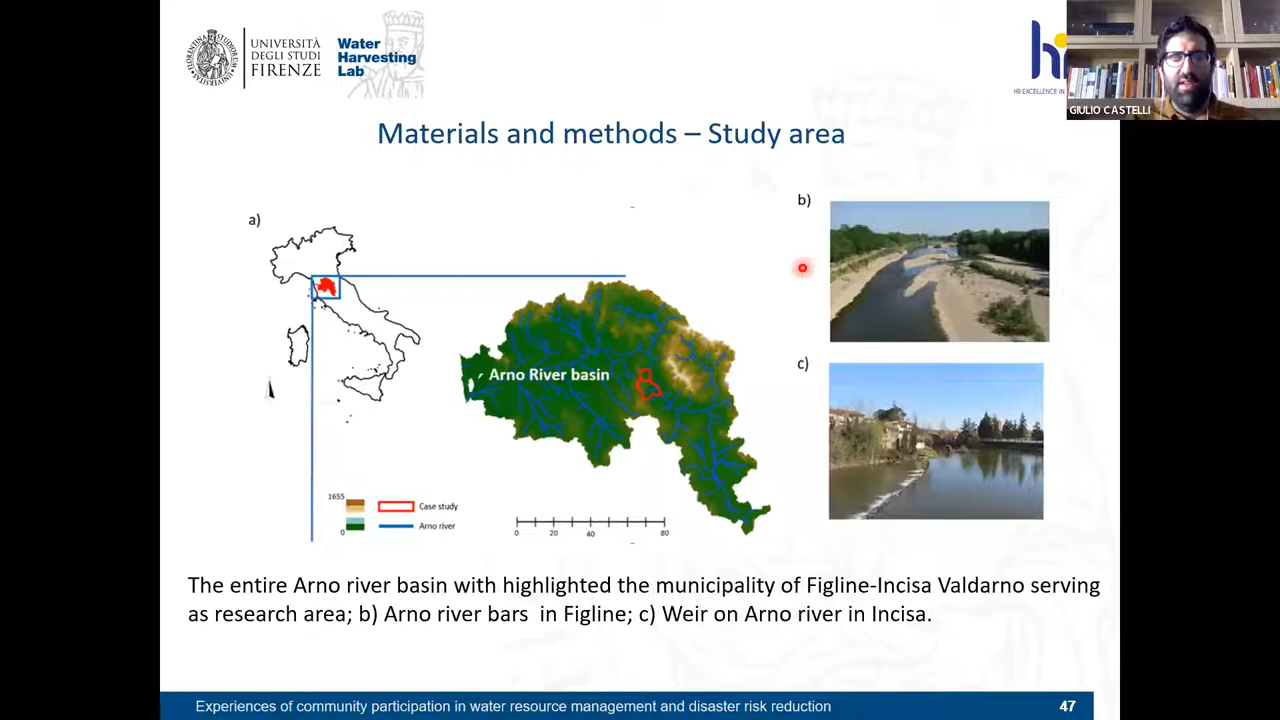 UNIVERSITÀ
DEGLI STUDI
FIRENZE
Water
Harvesting
Lab
HR EXCELLENCE IN
GIULIO CASTELLI
Materials and methods – Study area
a)
b)
c)
Arno River basin
1655
0
Case study
Arno river
0 20 40 80
The entire Arno river basin with highlighted the municipality of Figline-Incisa Valdarno serving
as research area; b) Arno river bars in Figline; c) Weir on Arno river in Incisa.
Experiences of community participation in water resource management and disaster risk reduction
47